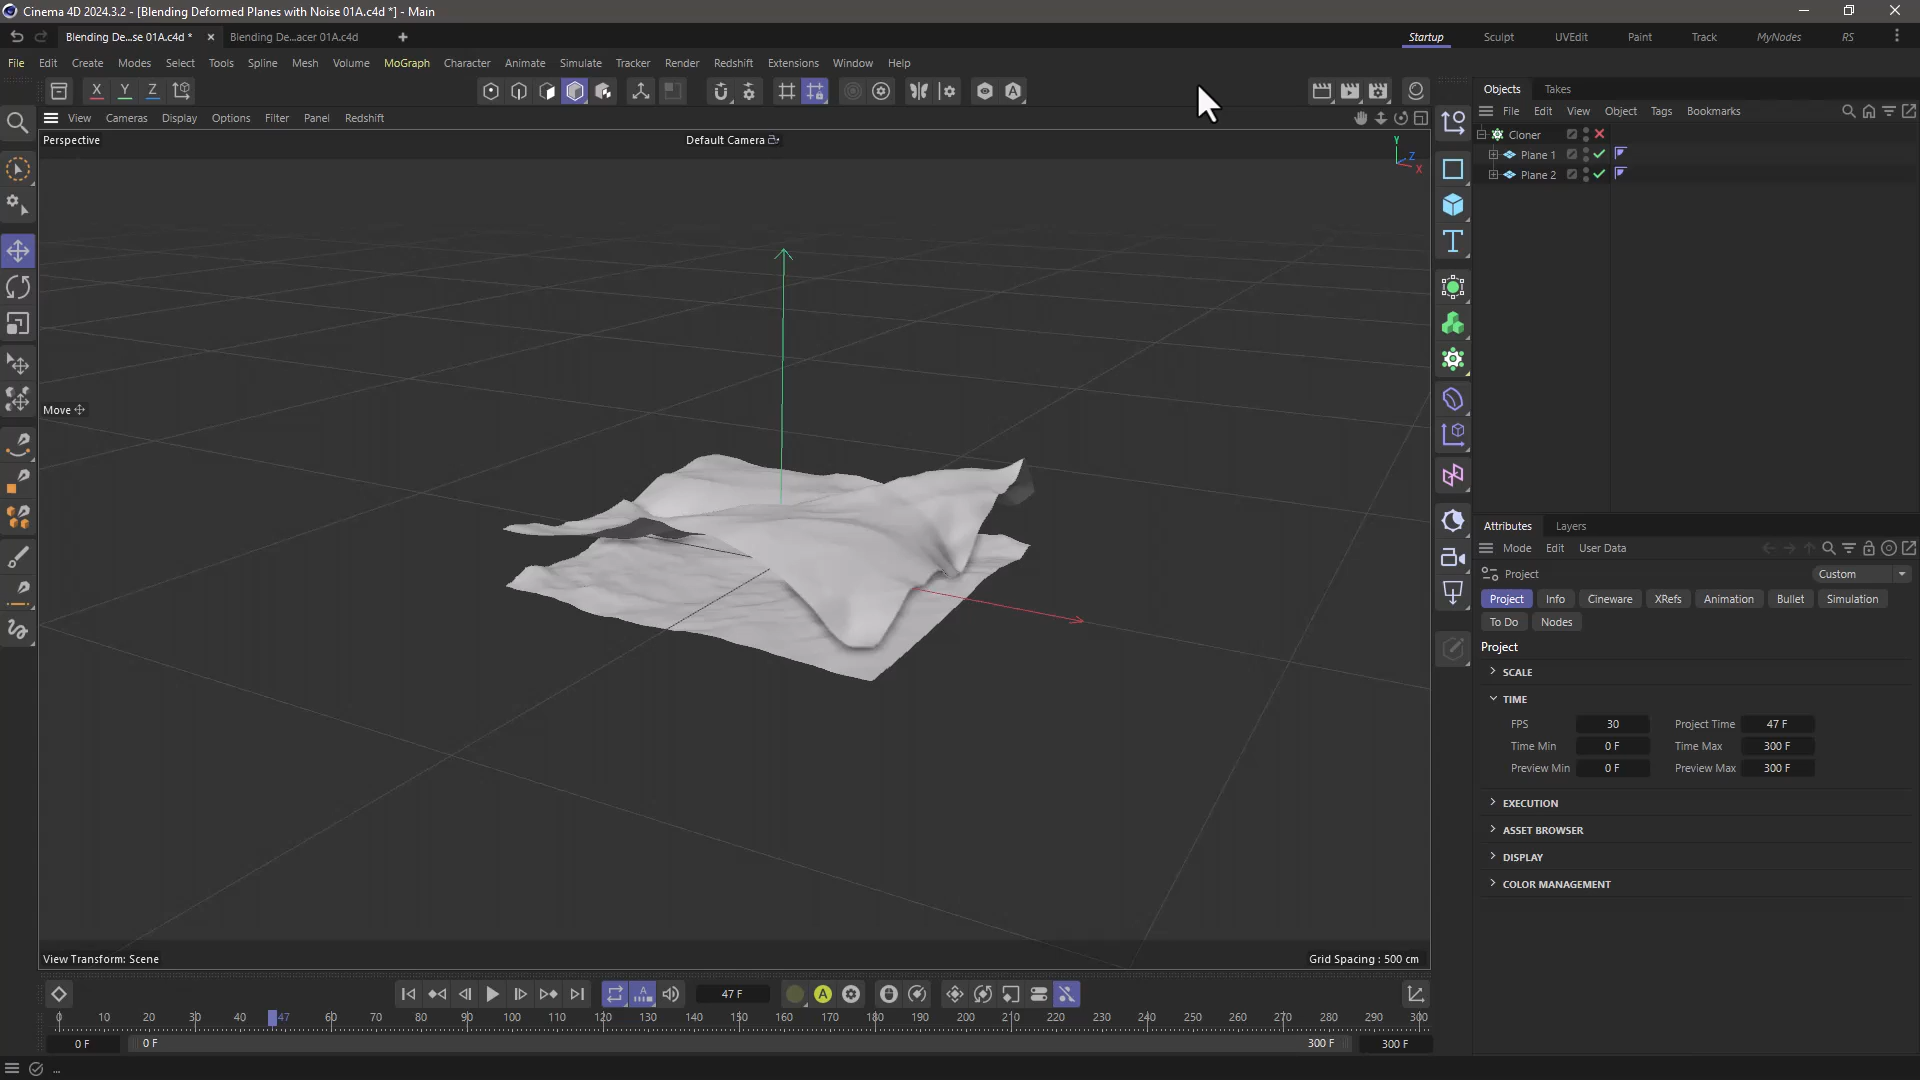 Cinema 4D 2024.3.2 - [Blending Deformed Planes with Noise 01A.c4d *] - Main
Blending De...se 01A.c4d *
Blending De...acer 01A.c4d
Startup
Sculpt
UVEdit
Paint
Track
MyNodes
RS
File Edit Create Modes Select Tools Spline Mesh Volume MoGraph Character Animate Simulate Tracker Render Redshift Extensions Window Help
X Y Z
Objects Takes
View Cameras Display Options Filter Panel Redshift
File Edit View Object Tags Bookmarks
Perspective
Default Camera
Y
Z
X
Cloner
Plane 1
Plane 2
Move
Attributes Layers
Mode Edit User Data
Project
Custom
Project Info Cineware XRefs Animation Bullet Simulation
To Do Nodes
Project
SCALE
TIME
FPS 30 Project Time 47 F
Time Min 0 F Time Max 300 F
Preview Min 0 F Preview Max 300 F
EXECUTION
ASSET BROWSER
DISPLAY
COLOR MANAGEMENT
View Transform: Scene
Grid Spacing : 500 cm
47 F
0 10 20 30 40 47 60 70 80 90 100 110 120 130 140 150 160 170 180 190 200 210 220 230 240 250 260 270 280 290 300
0 F
0 F
300 F
300 F
...